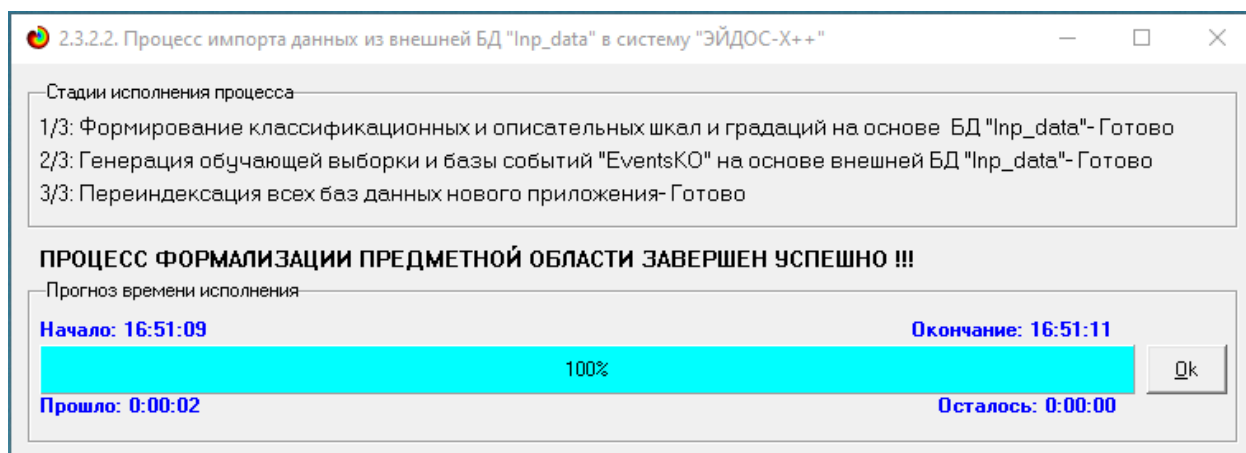 2.3.2.2. Процесс импорта данных из внешней БД "Inp_data" в систему "ЭЙДОС-X++"
Стадии исполнения процесса
1/3: Формирование классификационных и описательных шкал и градаций на основе БД "Inp_data"- Готово
2/3: Генерация обучающей выборки и базы событий "EventsKO" на основе внешней БД "Inp_data"- Готово
3/3: Переиндексация всех баз данных нового приложения- Готово
ПРОЦЕСС ФОРМАЛИЗАЦИИ ПРЕДМЕТНОЙ ОБЛАСТИ ЗАВЕРШЕН УСПЕШНО !!!
Прогноз времени исполнения
Начало: 16:51:09 Окончание: 16:51:11
100% Ok
Прошло: 0:00:02 Осталось: 0:00:00